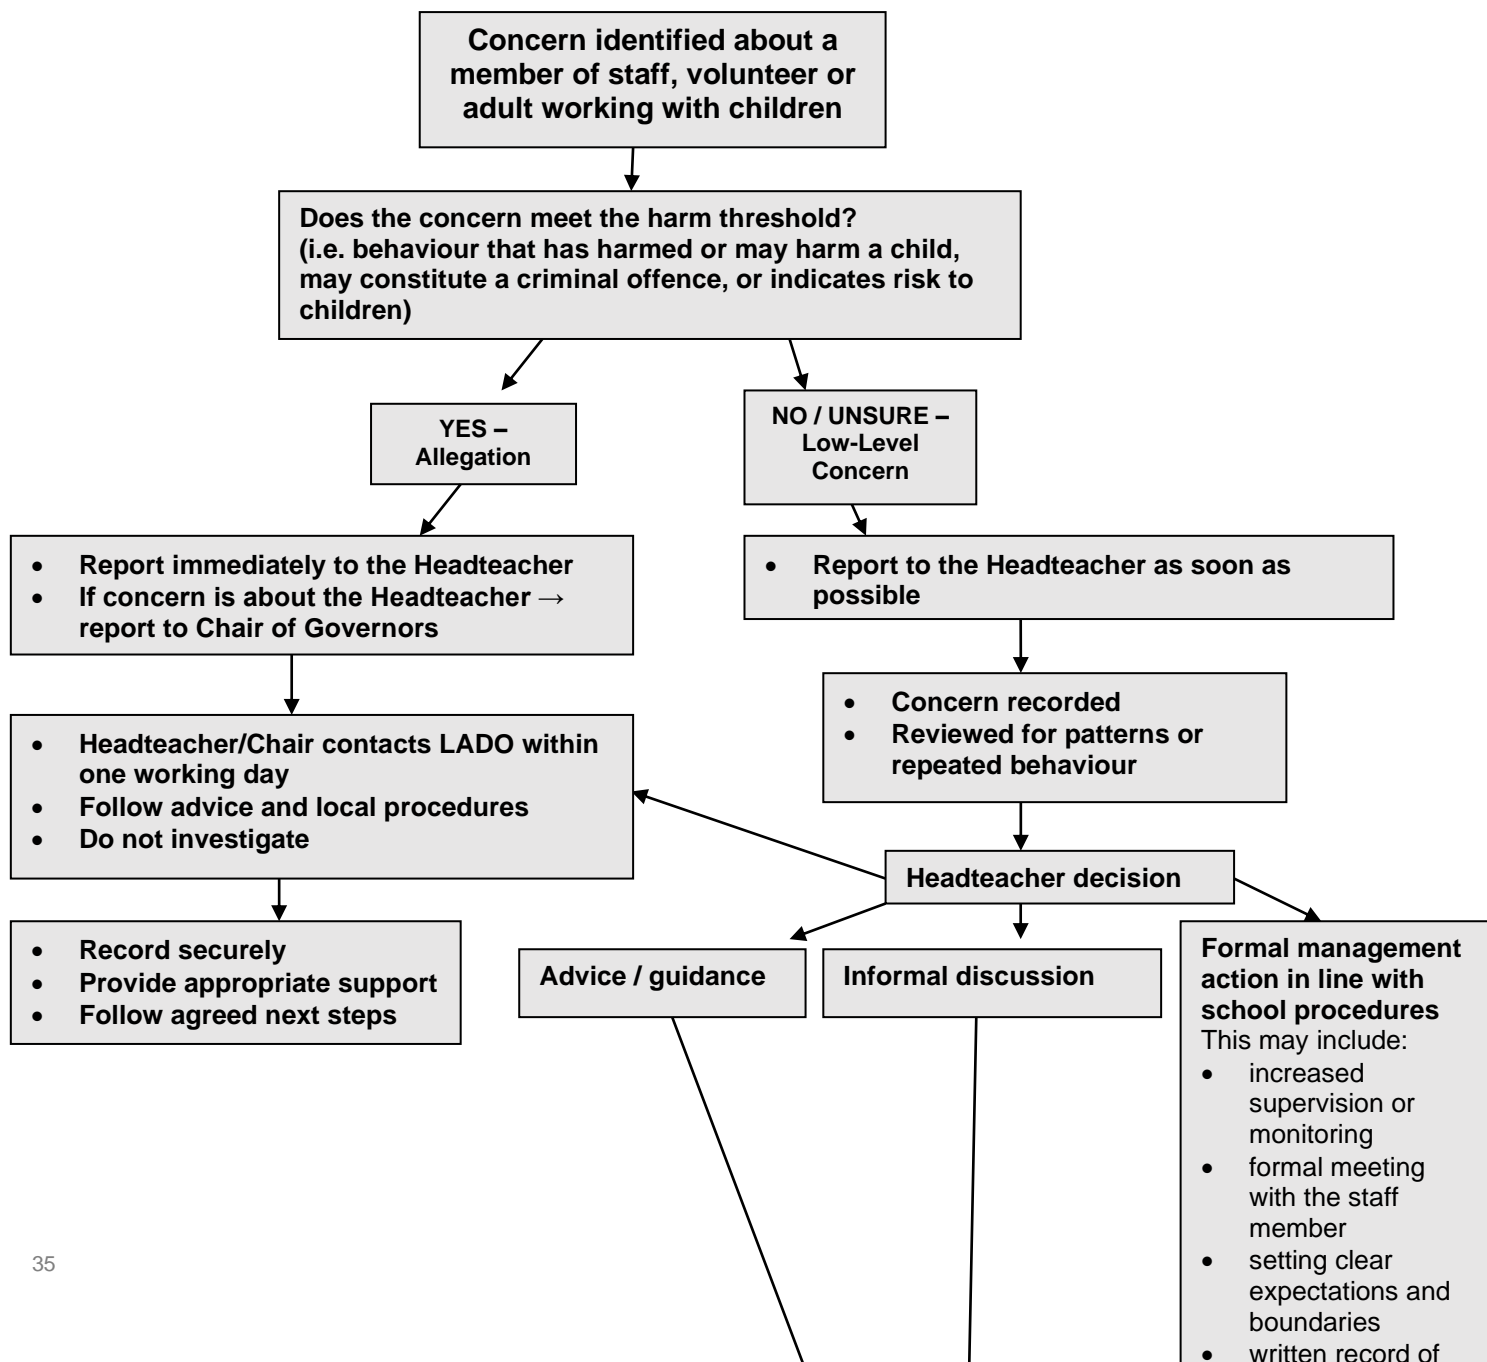 Concern identified about a
member of staff, volunteer or
adult working with children
Does the concern meet the harm threshold?
(i.e. behaviour that has harmed or may harm a child,
may constitute a criminal offence, or indicates risk to
children)
YES –
Allegation
NO / UNSURE –
Low-Level
Concern
• Report immediately to the Headteacher
• If concern is about the Headteacher →
report to Chair of Governors
• Report to the Headteacher as soon as
possible
• Headteacher/Chair contacts LADO within
one working day
• Follow advice and local procedures
• Do not investigate
• Concern recorded
• Reviewed for patterns or
repeated behaviour
Headteacher decision
• Record securely
• Provide appropriate support
• Follow agreed next steps
Advice / guidance
Informal discussion
Formal management
action in line with
school procedures
This may include:
• increased
supervision or
monitoring
• formal meeting
with the staff
member
• setting clear
expectations and
boundaries
• written record of
35